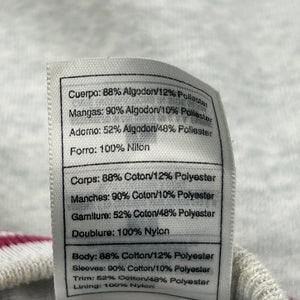 Cuerpo: 88% Algodon/12% Poliester
Mangas: 90% Algodon/10% Poliester
Adorno: 52% Algodon/48% Poliester
Forro: 100% Nilon
Corps: 88% Coton/12% Polyester
Manches: 90% Coton/10% Polyester
Garniture: 52% Coton/48% Polyester
Doublure: 100% Nylon
Body: 88% Cotton/12% Polyester
Sleeves: 90% Cotton/10% Polyester
Trim: 52% Cotton/48% Polyester
Lining: 100% Nylon